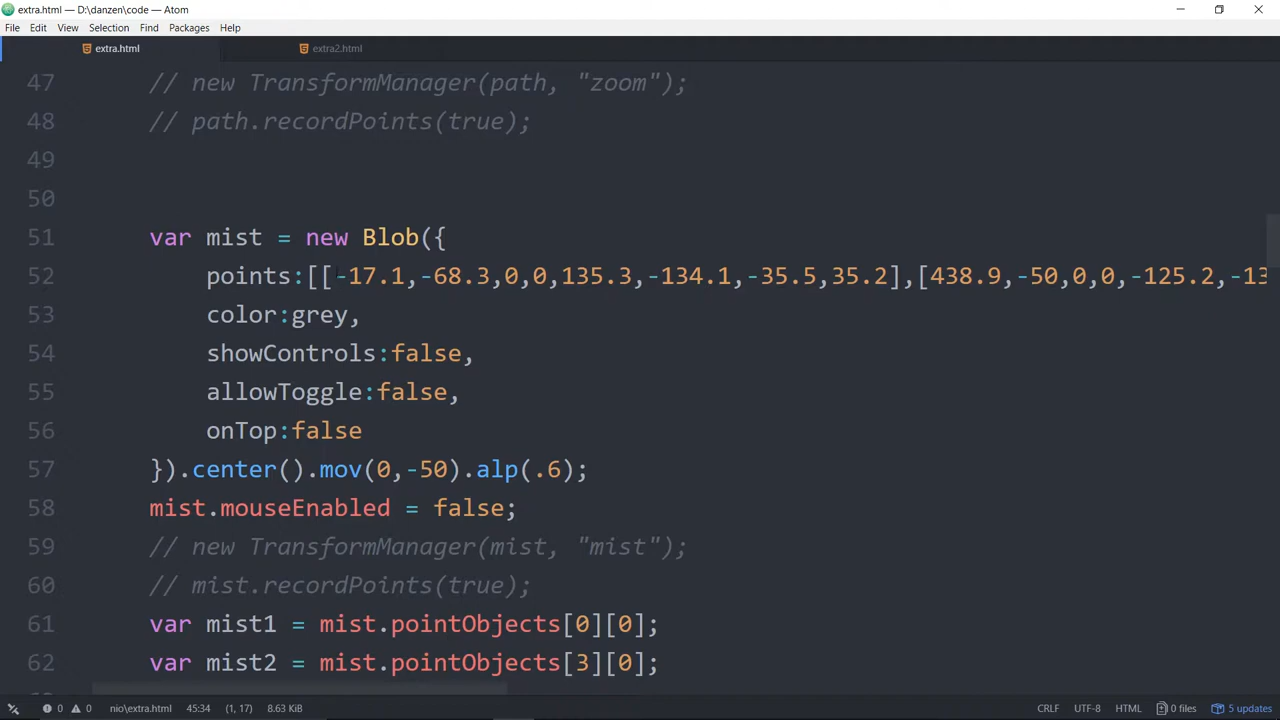 extra.html — D:\danzen\code — Atom
File Edit View Selection Find Packages Help
extra.html extra2.html
47 // new TransformManager(path, "zoom");
48 // path.recordPoints(true);
49
50
51 var mist = new Blob({
52 points:[[-17.1,-68.3,0,0,135.3,-134.1,-35.5,35.2],[438.9,-50,0,0,-125.2,-13
53 color:grey,
54 showControls:false,
55 allowToggle:false,
56 onTop:false
57 }).center().mov(0,-50).alp(.6);
58 mist.mouseEnabled = false;
59 // new TransformManager(mist, "mist");
60 // mist.recordPoints(true);
61 var mist1 = mist.pointObjects[0][0];
62 var mist2 = mist.pointObjects[3][0];
0 0 nio\extra.html 45:34 (1, 17) 8.63 KiB CRLF UTF-8 HTML 0 files 5 updates